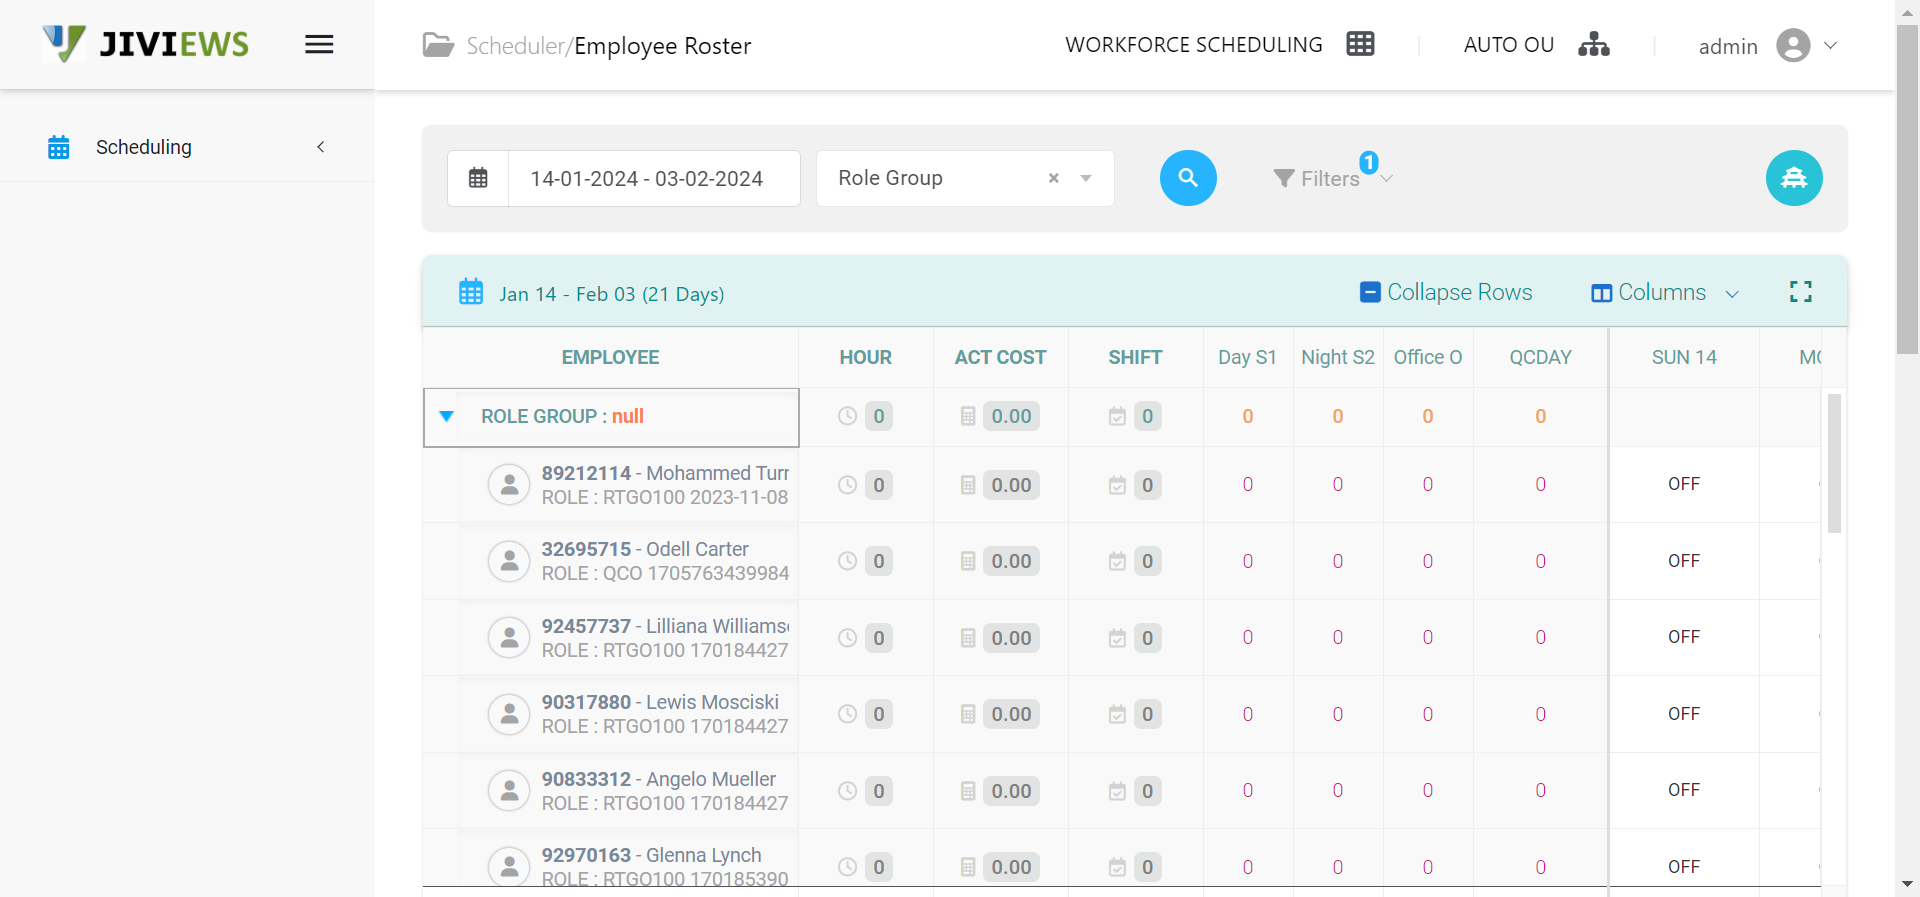 JIVIEWS
Scheduler/Employee Roster
WORKFORCE SCHEDULING
AUTO OU
admin
Scheduling
14-01-2024 - 03-02-2024
Role Group
×
Filters
1
Jan 14 - Feb 03 (21 Days)
Collapse Rows
Columns
EMPLOYEE HOUR ACT COST SHIFT Day S1 Night S2 Office O QCDAY SUN 14
ROLE GROUP : null 0 0.00 0 0 0 0 0
89212114 - Mohammed Turr 0 0.00 0 0 0 0 0 OFF
ROLE : RTGO100 2023-11-08
32695715 - Odell Carter 0 0.00 0 0 0 0 0 OFF
ROLE : QCO 1705763439984
92457737 - Lilliana Williams 0 0.00 0 0 0 0 0 OFF
ROLE : RTGO100 170184427
90317880 - Lewis Mosciski 0 0.00 0 0 0 0 0 OFF
ROLE : RTGO100 170184427
90833312 - Angelo Mueller 0 0.00 0 0 0 0 0 OFF
ROLE : RTGO100 170184427
92970163 - Glenna Lynch 0 0.00 0 0 0 0 0 OFF
ROLE : RTGO100 170185390